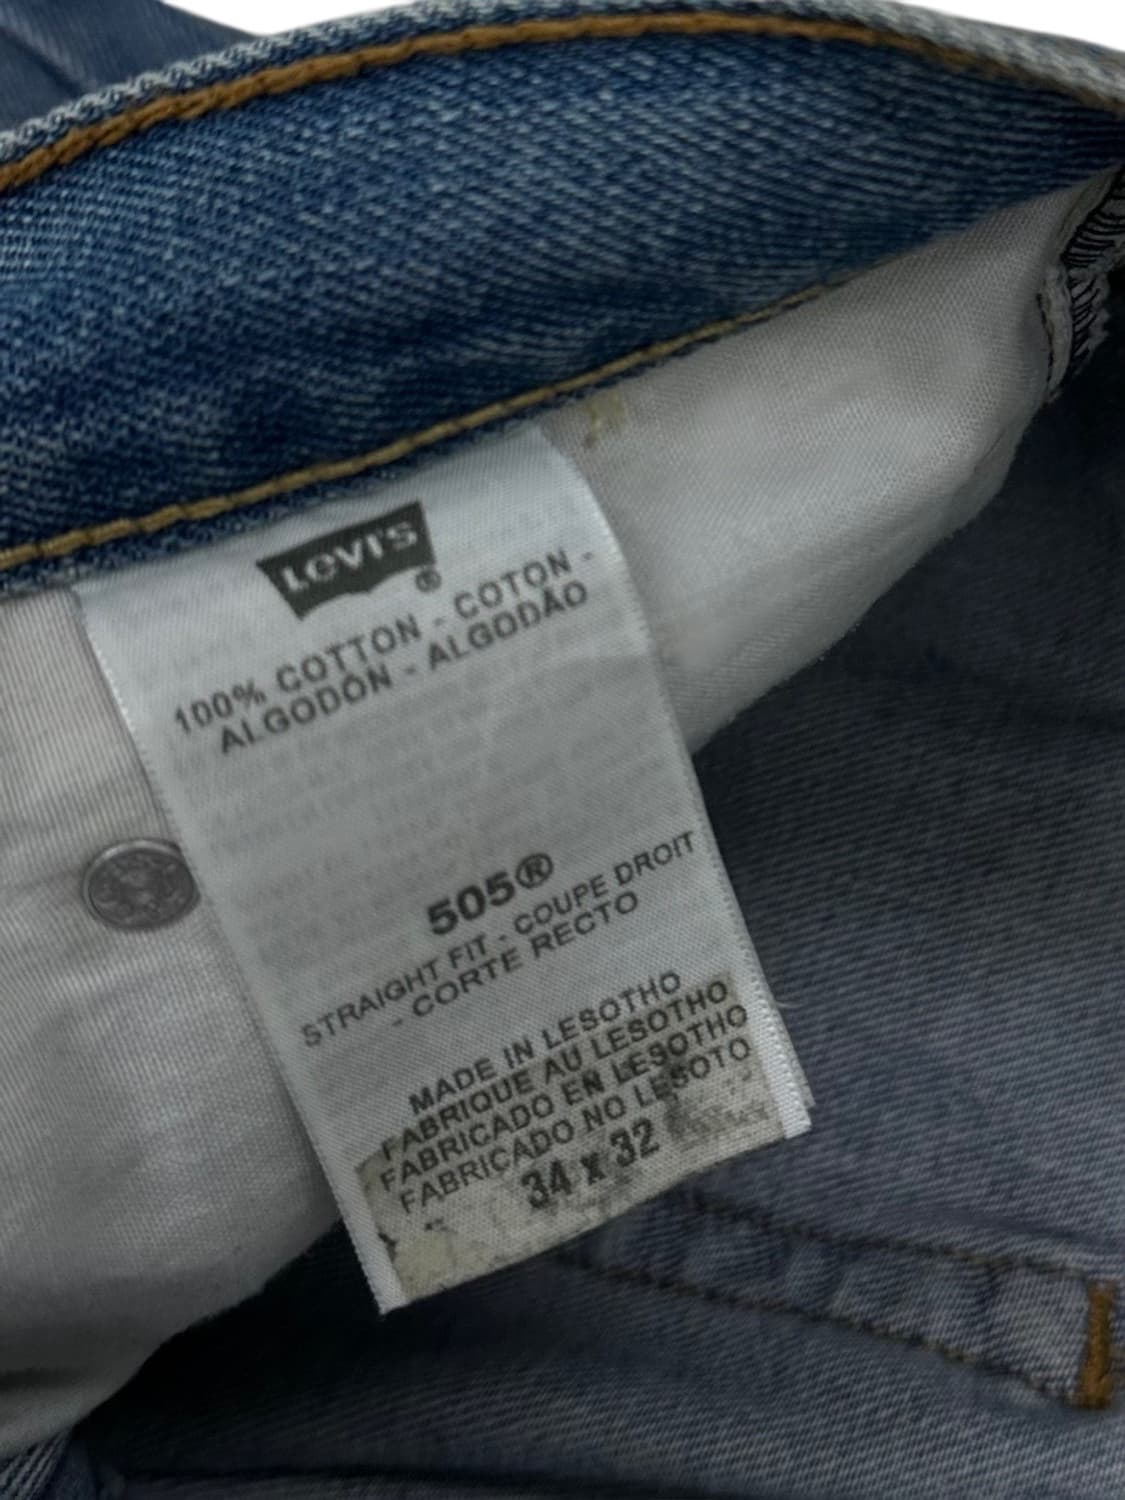 LEVI'S®
100% COTTON - COTON -
ALGODÓN - ALGODÃO
505®
STRAIGHT FIT - COUPE DROIT
- CORTE RECTO
MADE IN LESOTHO
FABRIQUE AU LESOTHO
FABRICADO EN LESOTHO
FABRICADO NO LESOTO
34 x 32